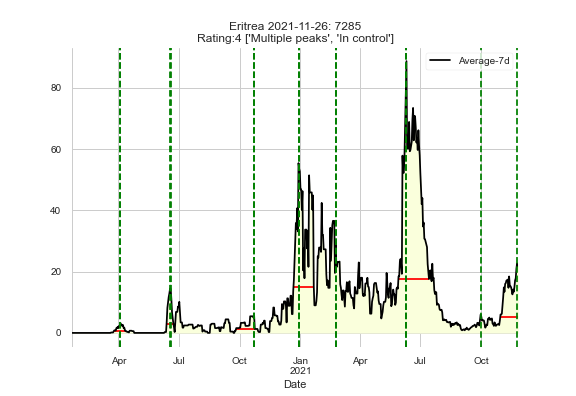 Eritrea 2021-11-26: 7285
Rating:4 ['Multiple peaks', 'In control']
Average-7d
80
60
40
20
0
Apr Jul Oct Jan Apr Jul Oct
2021
Date